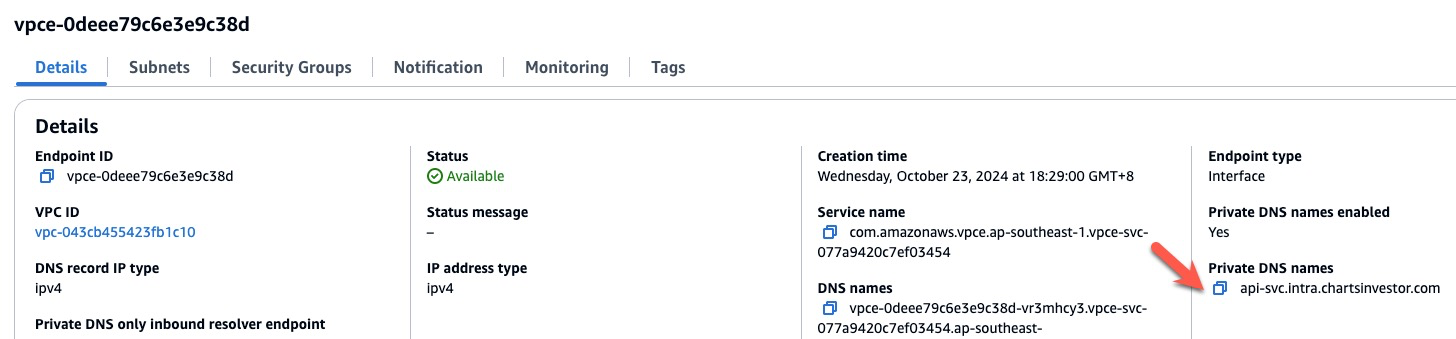 vpce-0deee79c6e3e9c38d
Details
Subnets
Security Groups
Notification
Monitoring
Tags
Details
Endpoint ID
vpce-0deee79c6e3e9c38d
VPC ID
vpc-043cb455423fb1c10
DNS record IP type
ipv4
Private DNS only inbound resolver endpoint
Status
Available
Status message
–
IP address type
ipv4
Creation time
Wednesday, October 23, 2024 at 18:29:00 GMT+8
Service name
com.amazonaws.vpce.ap-southeast-1.vpce-svc-
077a9420c7ef03454
DNS names
vpce-0deee79c6e3e9c38d-vr3mhcy3.vpce-svc-
077a9420c7ef03454.ap-southeast-
Endpoint type
Interface
Private DNS names enabled
Yes
Private DNS names
api-svc.intra.chartsinvestor.com